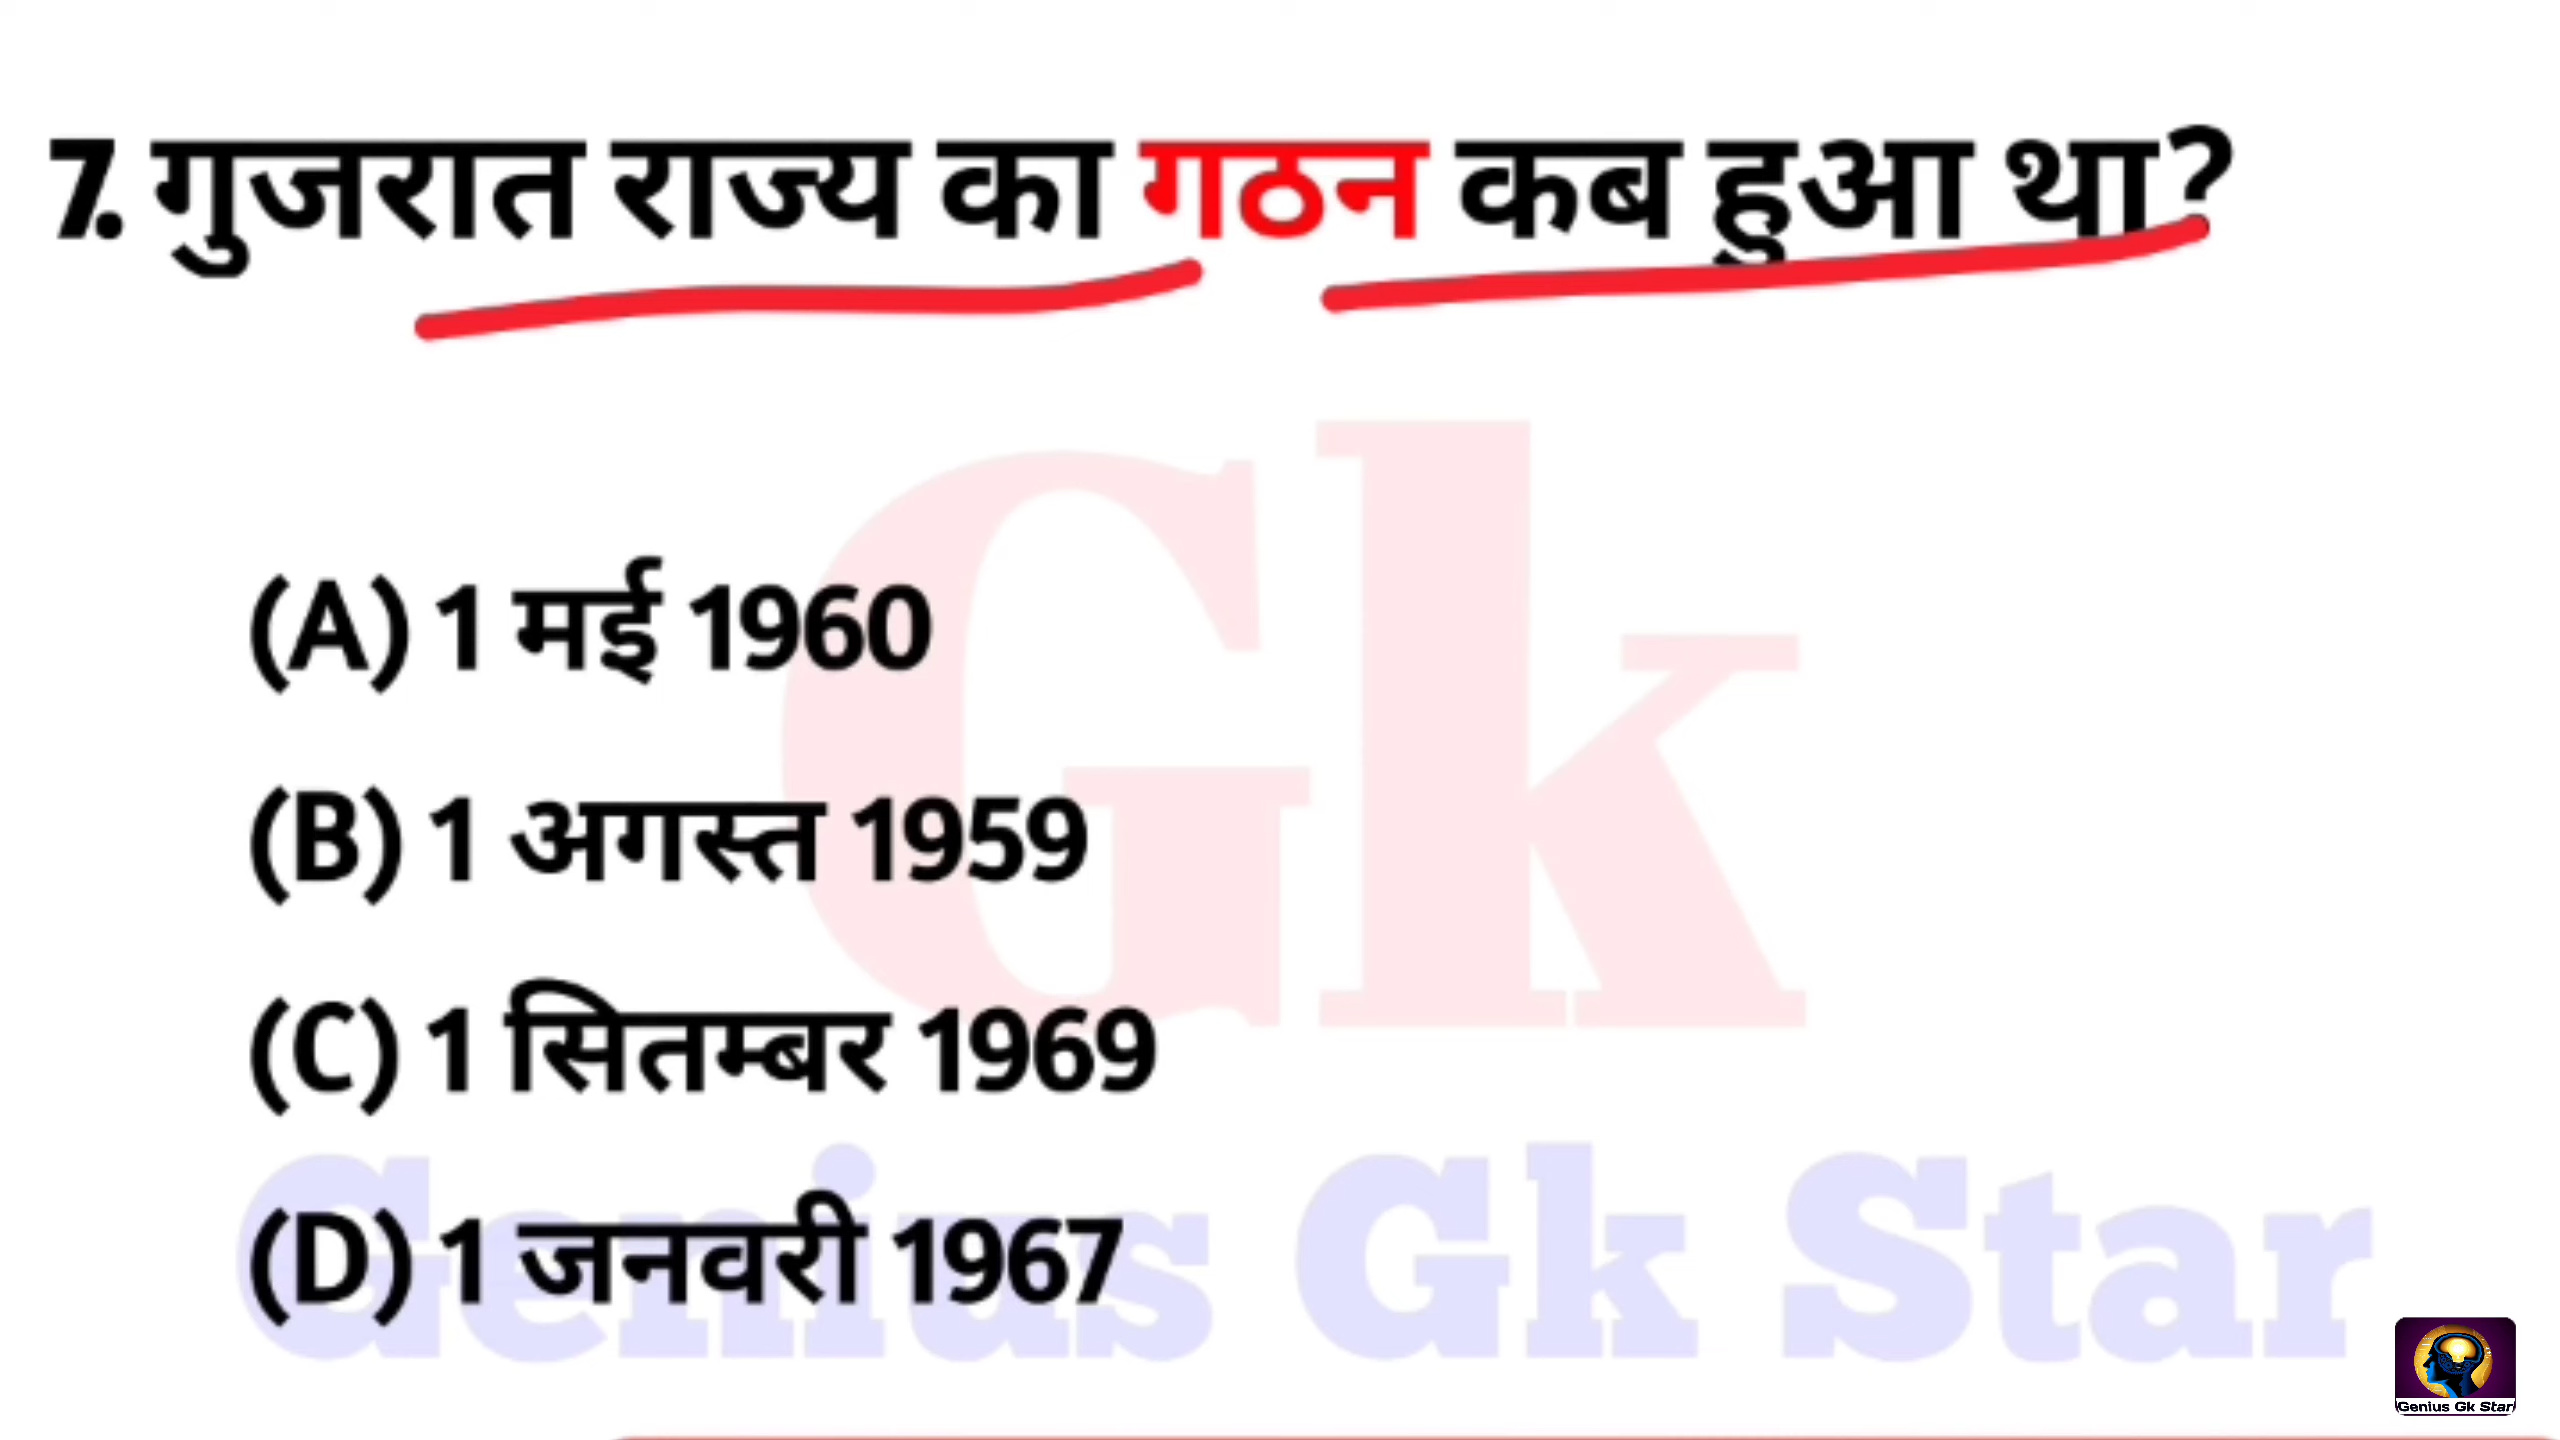 7. गुजरात राज्य का गठन कब हुआ था?
Gk
(A) 1 मई 1960
(B) 1 अगस्त 1959
(C) 1 सितम्बर 1969
(D) 1 जनवरी 1967
Genius Gk Star
Genius Gk Star